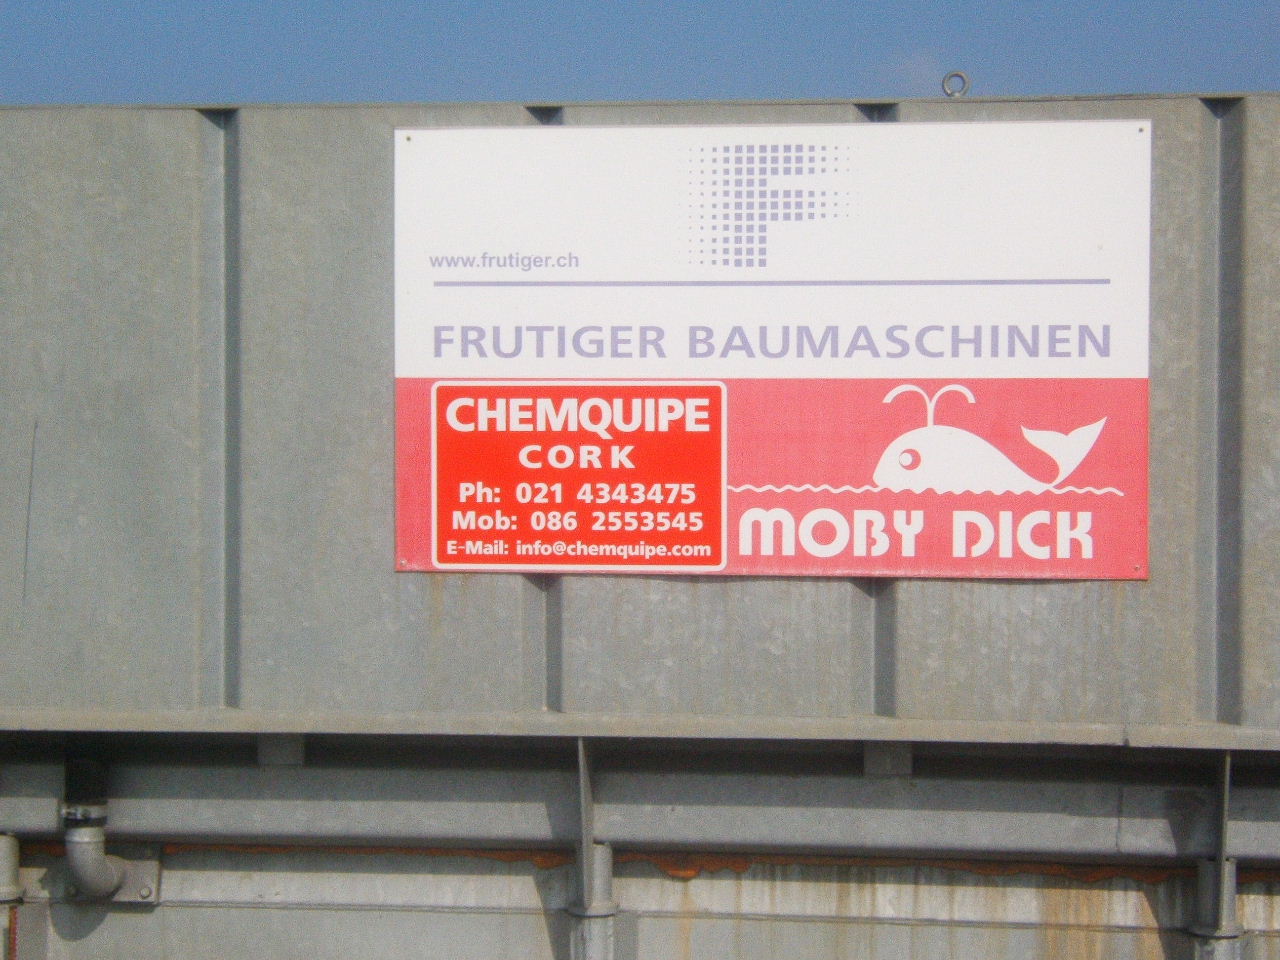 www.frutiger.ch
FRUTIGER BAUMASCHINEN
CHEMQUIPE
CORK
Ph: 021 4343475
Mob: 086 2553545
E-Mail: info@chemquipe.com
MOBY DICK